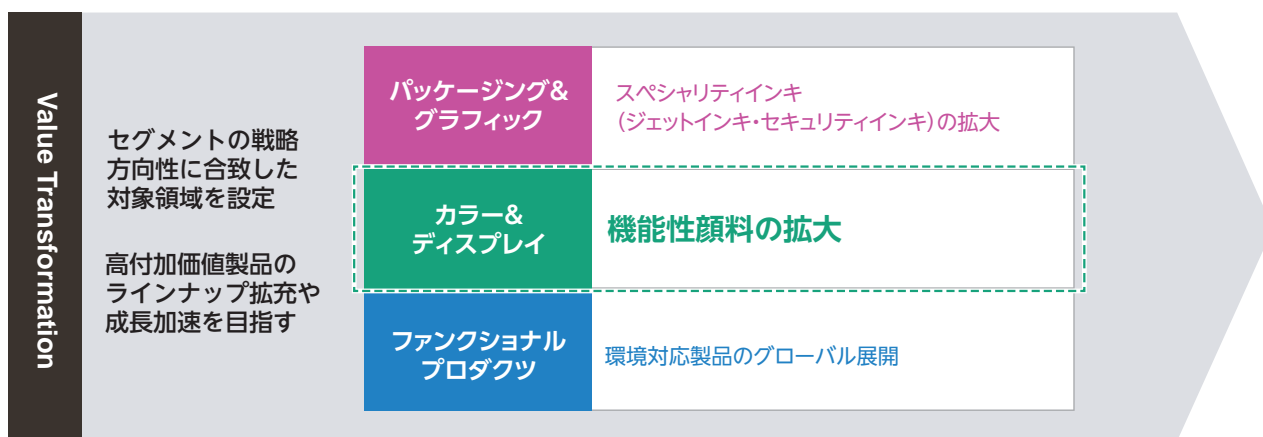 Value Transformation
セグメントの戦略
方向性に合致した
対象領域を設定
高付加価値製品の
ラインナップ拡充や
成長加速を目指す
パッケージング&
グラフィック
スペシャリティインキ
（ジェットインキ・セキュリティインキ）の拡大
カラー&
ディスプレイ
機能性顔料の拡大
ファンクショナル
プロダクツ
環境対応製品のグローバル展開